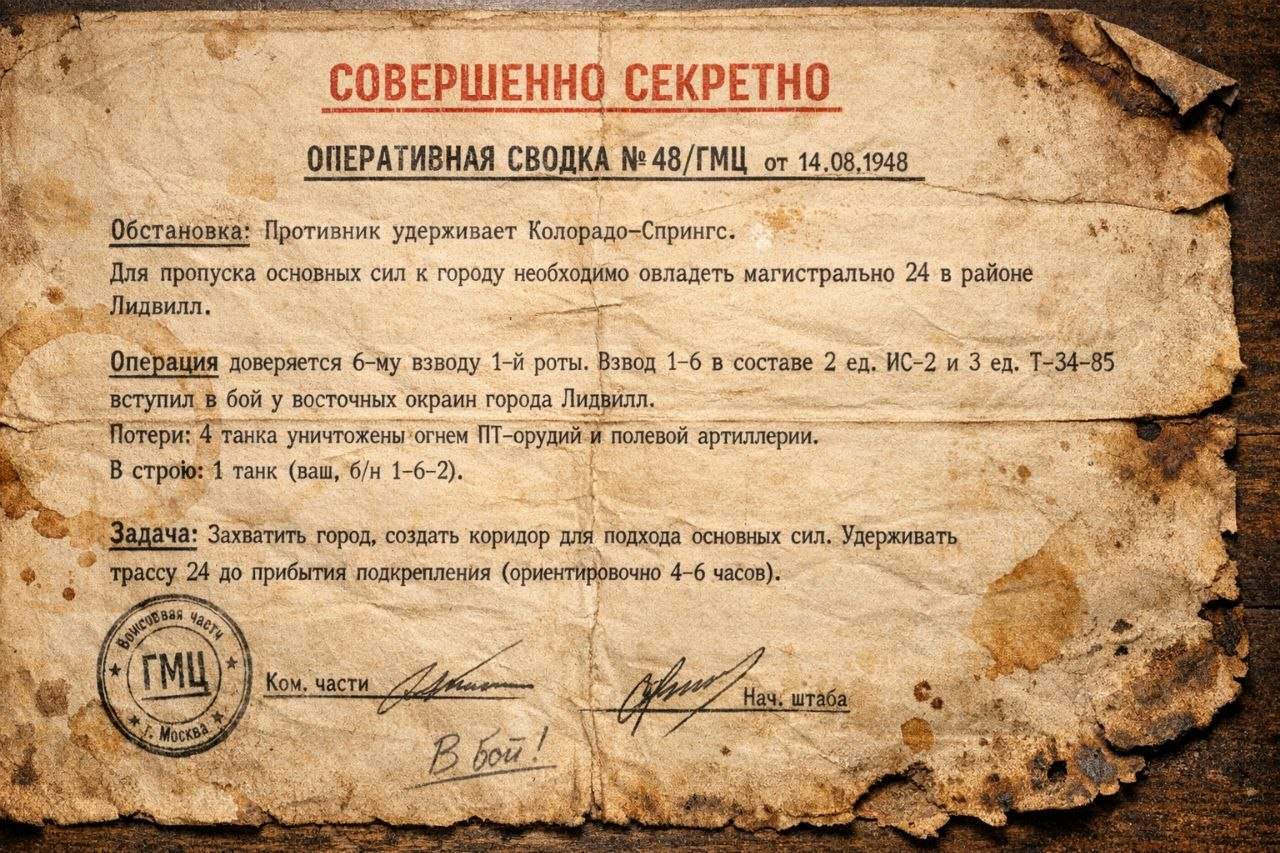 СОВЕРШЕННО СЕКРЕТНО
ОПЕРАТИВНАЯ СВОДКА № 48/ГМЦ от 14.08.1948
Обстановка: Противник удерживает Колорадо-Спрингс.
Для пропуска основных сил к городу необходимо овладеть магистрально 24 в районе
Лидвилл.
Операция доверяется 6-му взводу 1-й роты. Взвод 1-6 в составе 2 ед. ИС-2 и 3 ед. Т-34-85
вступил в бой у восточных окраин города Лидвилл.
Потери: 4 танка уничтожены огнем ПТ-орудий и полевой артиллерии.
В строю: 1 танк (ваш, б/н 1-6-2).
Задача: Захватить город, создать коридор для подхода основных сил. Удерживать
трассу 24 до прибытия подкрепления (ориентировочно 4-6 часов).
части
ГМЦ
г. Москва
Ком. части
Нач. штаба
В бой!